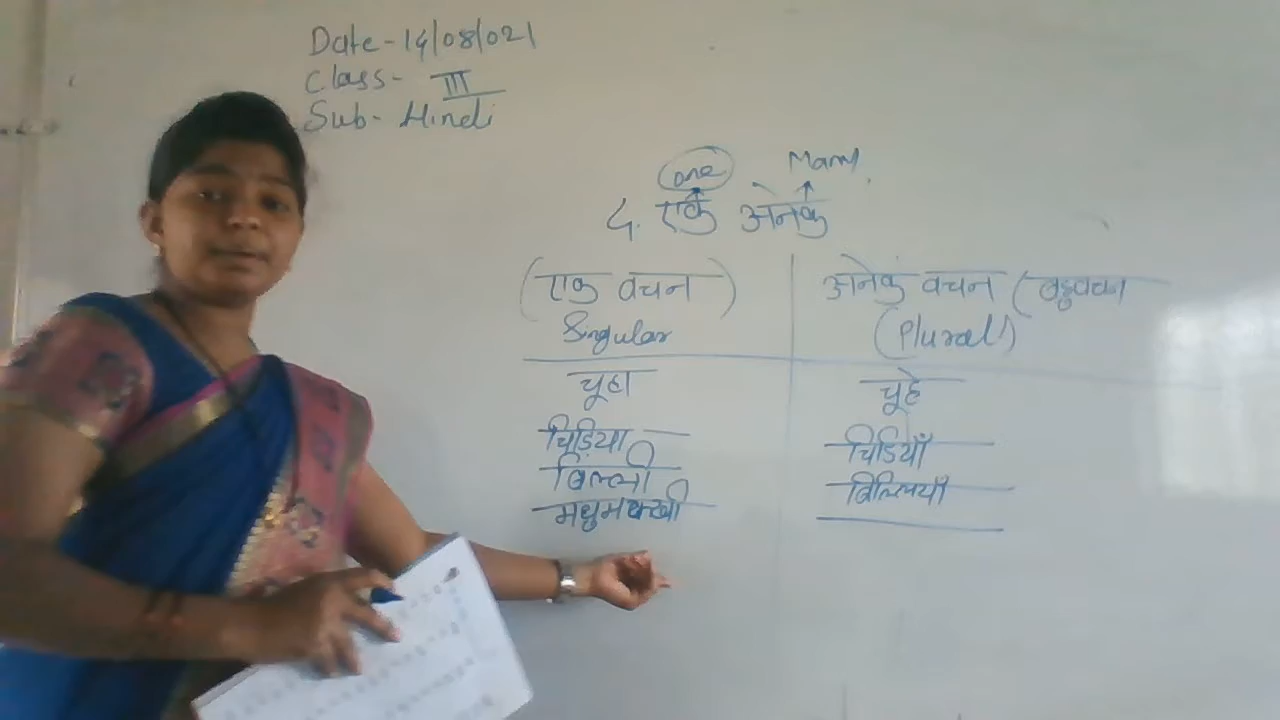 Date-14/08/021
Class- III
Sub- Hindi
one Many
८. एक अनेक
(एक वचन) अनेक वचन (बहुवचन
Singular (Plural)
चूहा चूहे
चिड़िया चिडियाँ
बिल्ली बिल्लियाँ
मधुमक्खी